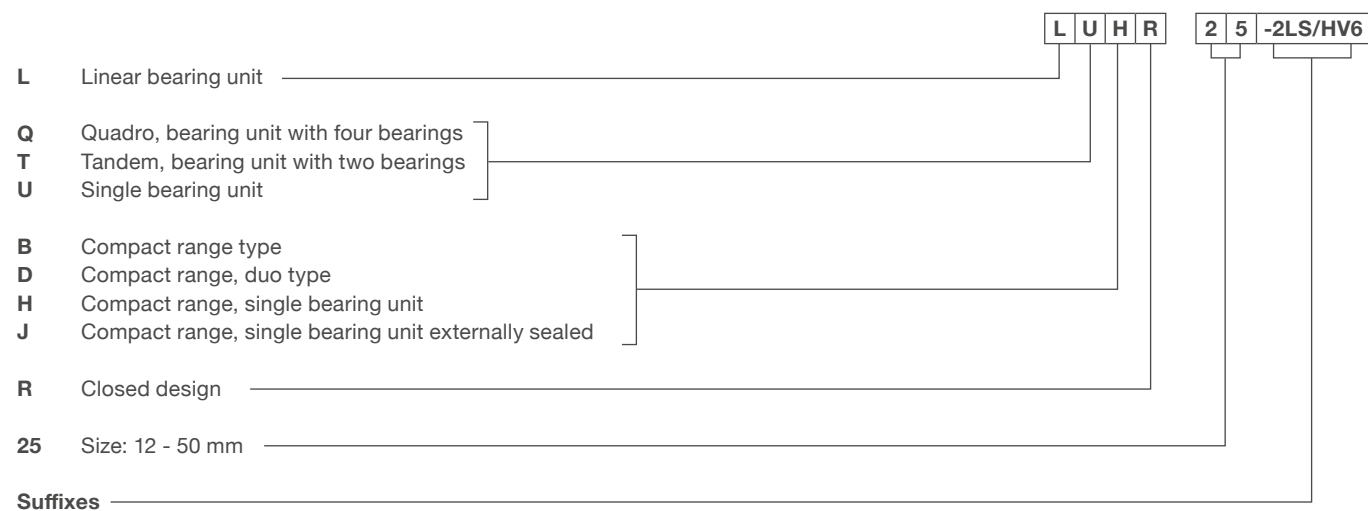 L U H R 2 5 -2LS/HV6
L Linear bearing unit
Q Quadro, bearing unit with four bearings
T Tandem, bearing unit with two bearings
U Single bearing unit
B Compact range type
D Compact range, duo type
H Compact range, single bearing unit
J Compact range, single bearing unit externally sealed
R Closed design
25 Size: 12 - 50 mm
Suffixes